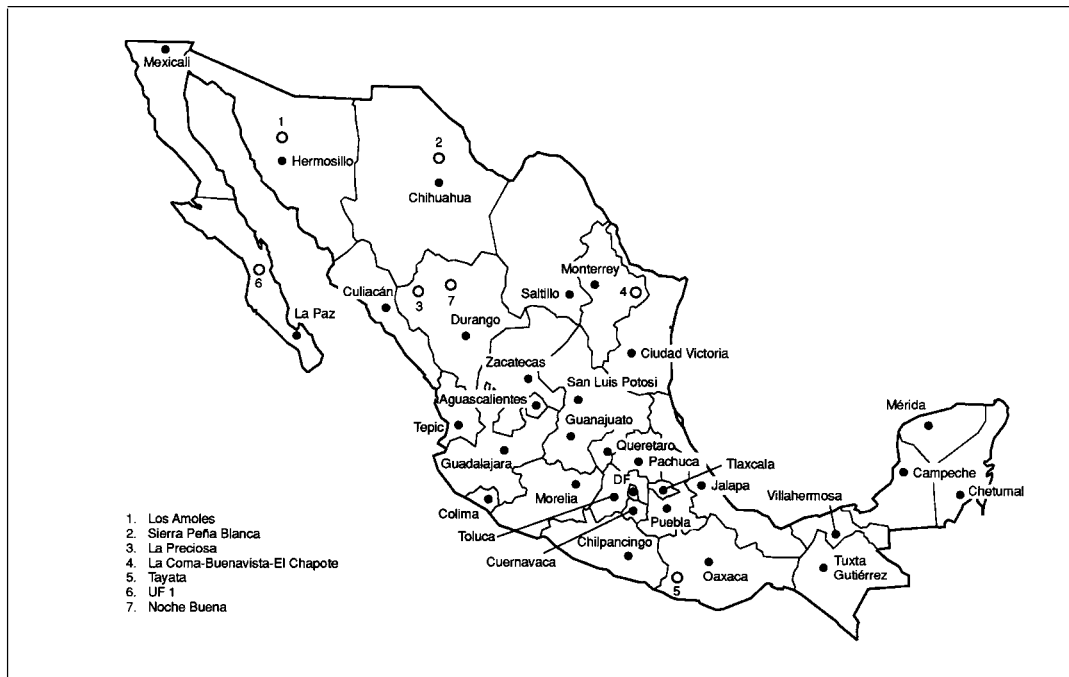 Mexicali
1
Hermosillo
2
Chihuahua
Monterrey
Saltillo
4
6
Culiacán
3
7
Durango
La Paz
Ciudad Victoria
Zacatecas
San Luis Potosi
Aguascalientes
Guanajuato
Tepic
Queretaro
Guadalajara
Pachuca
Tlaxcala
Mérida
DF
Jalapa
Villahermosa
Campeche
Chetumal
Colima
Morelia
Toluca
Puebla
Chilpancingo
Cuernavaca
Oaxaca
5
Tuxta
Gutiérrez
1. Los Amoles
2. Sierra Peña Blanca
3. La Preciosa
4. La Coma-Buenavista-El Chapote
5. Tayata
6. UF 1
7. Noche Buena